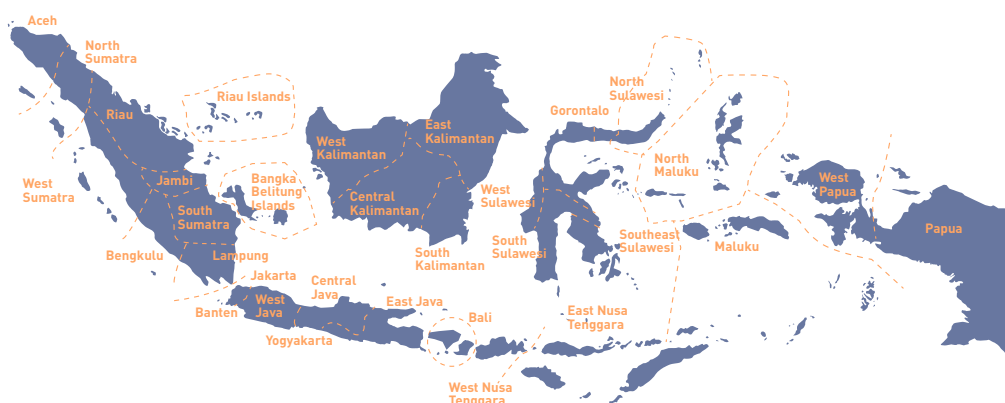 Aceh
North
Sumatra
Riau Islands
Riau
West
Sumatra
Jambi
Bangka
Belitung
Islands
South
Sumatra
Bengkulu
Lampung
West
Kalimantan
East
Kalimantan
Central
Kalimantan
South
Kalimantan
Gorontalo
North
Sulawesi
West
Sulawesi
South
Sulawesi
Southeast
Sulawesi
North
Maluku
Maluku
West
Papua
Papua
Jakarta
Banten
West
Java
Central
Java
Yogyakarta
East Java
Bali
West Nusa
Tenggara
East Nusa
Tenggara